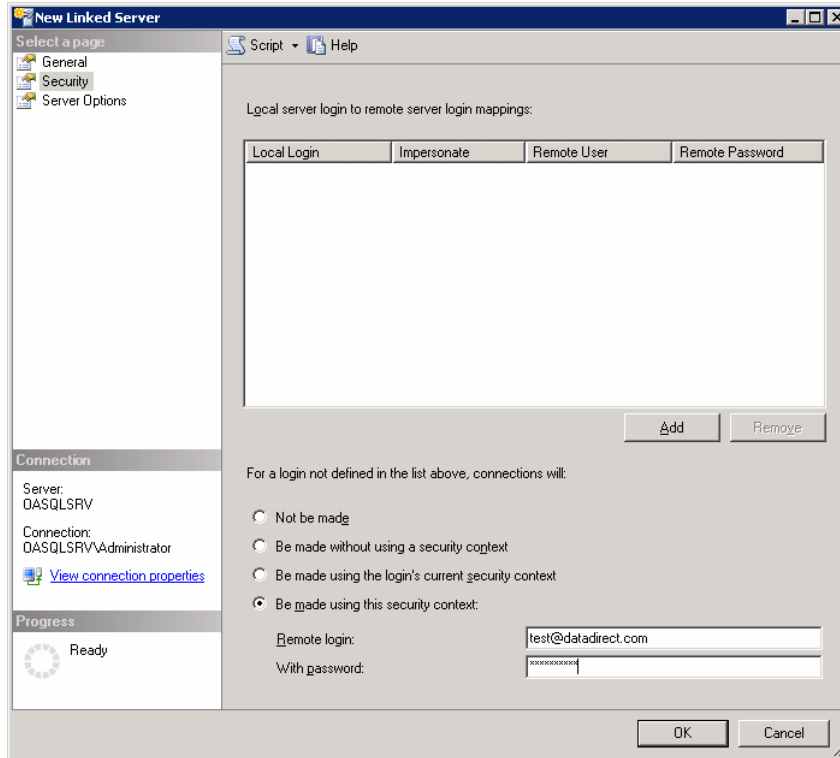 New Linked Server
Select a page
General
Security
Server Options
Script Help
Local server login to remote server login mappings:
Local Login Impersonate Remote User Remote Password
Add Remove
Connection
Server:
OASQLSRV
Connection:
OASQLSRV\Administrator
View connection properties
Progress
Ready
For a login not defined in the list above, connections will:
Not be made
Be made without using a security context
Be made using the login's current security context
Be made using this security context:
Remote login: test@datadirect.com
With password: **********
OK Cancel